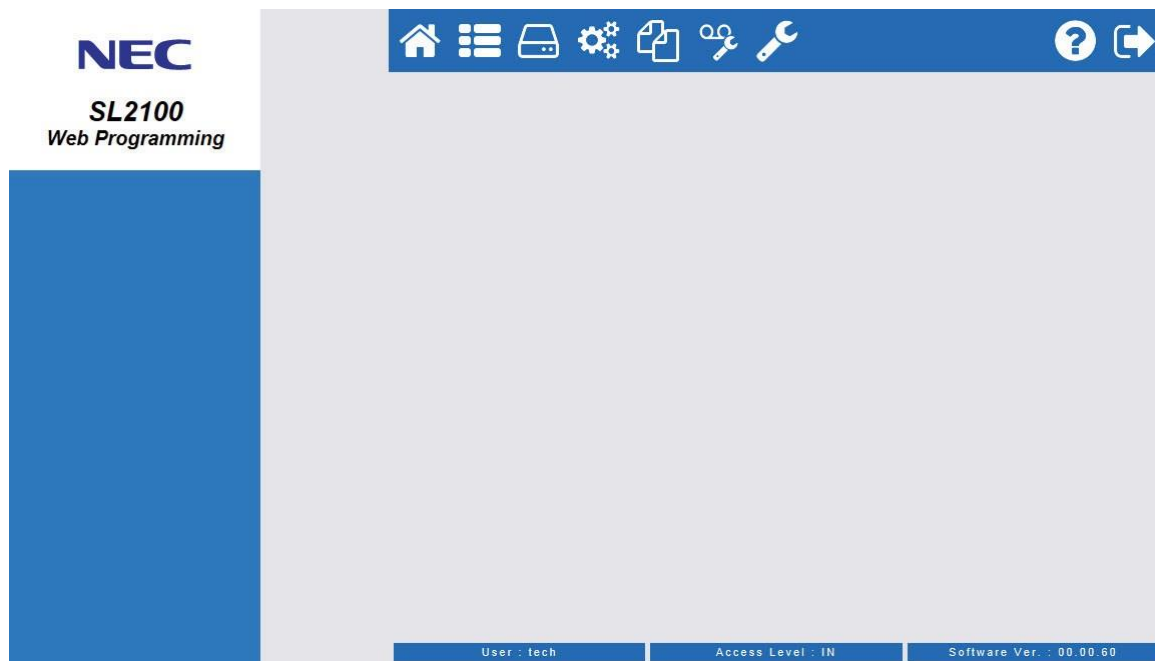 NEC
SL2100
Web Programming
User : tech
Access Level : IN
Software Ver. : 00.00.60